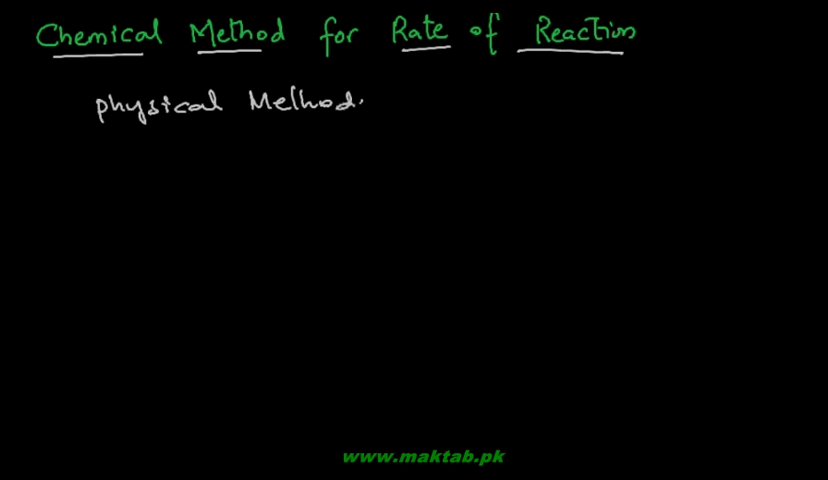 Chemical Method for Rate of Reaction
physical Method.
www.maktab.pk